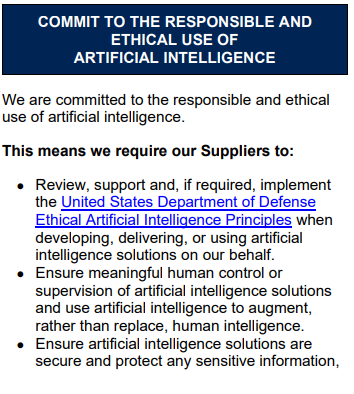 COMMIT TO THE RESPONSIBLE AND
ETHICAL USE OF
ARTIFICIAL INTELLIGENCE
We are committed to the responsible and ethical
use of artificial intelligence.
This means we require our Suppliers to:
● Review, support and, if required, implement
the United States Department of Defense
Ethical Artificial Intelligence Principles when
developing, delivering, or using artificial
intelligence solutions on our behalf.
● Ensure meaningful human control or
supervision of artificial intelligence solutions
and use artificial intelligence to augment,
rather than replace, human intelligence.
● Ensure artificial intelligence solutions are
secure and protect any sensitive information,